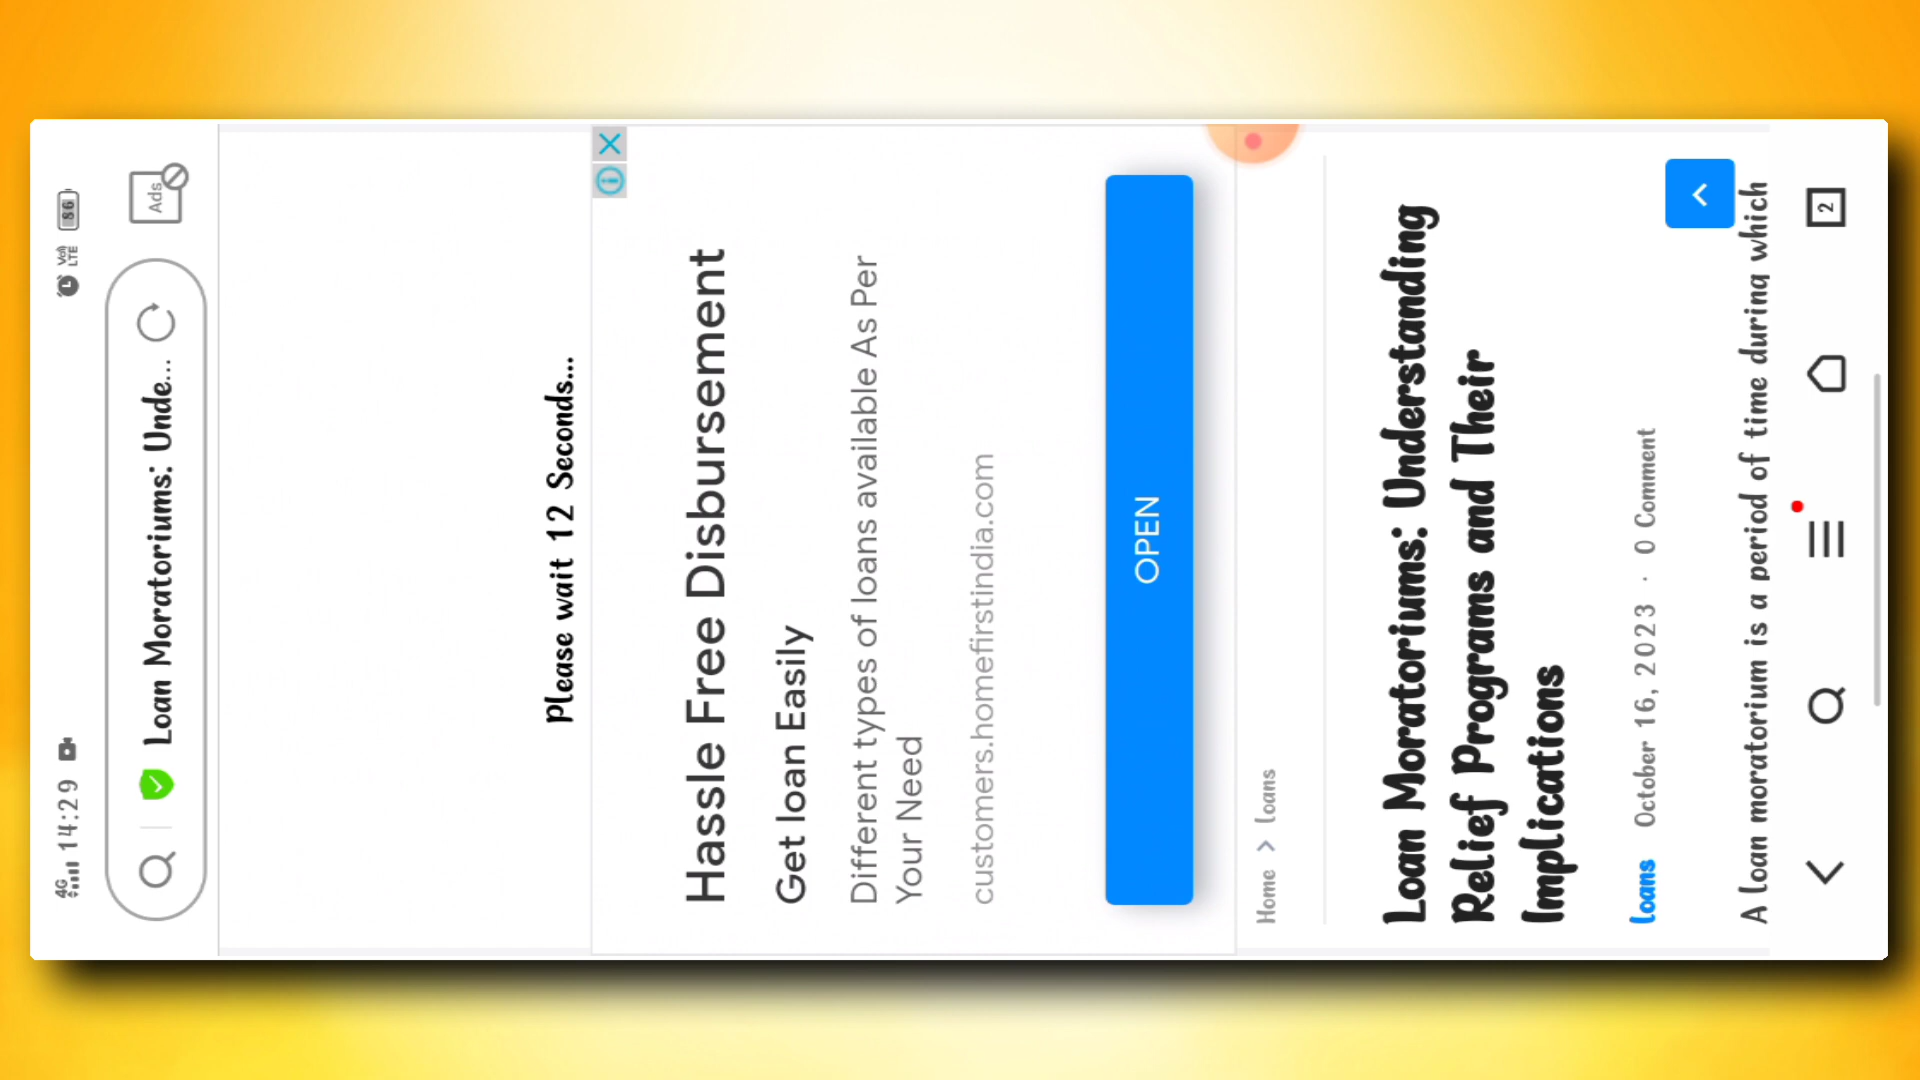 4G 14:29 Vo) LTE 86
Loan Moratoriums: Unde... Ads
Please wait 12 Seconds...
Hassle Free Disbursement
Get loan Easily
Different types of loans available As Per
Your Need
customers.homefirstindia.com
OPEN
Home > loans
Loan Moratoriums: Understanding
Relief Programs and Their
Implications
loans October 16, 2023 · 0 Comment
A loan moratorium is a period of time during which
2